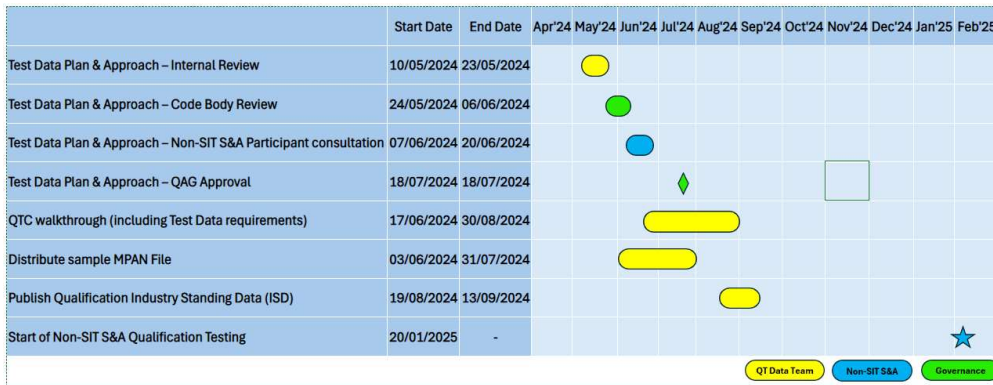 Start Date End Date Apr'24 May'24 Jun'24 Jul'24 Aug'24 Sep'24 Oct'24 Nov'24 Dec'24 Jan'25 Feb'25
Test Data Plan & Approach – Internal Review 10/05/2024 23/05/2024
Test Data Plan & Approach – Code Body Review 24/05/2024 06/06/2024
Test Data Plan & Approach – Non-SIT S&A Participant consultation 07/06/2024 20/06/2024
Test Data Plan & Approach – QAG Approval 18/07/2024 18/07/2024
QTC walkthrough (including Test Data requirements) 17/06/2024 30/08/2024
Distribute sample MPAN File 03/06/2024 31/07/2024
Publish Qualification Industry Standing Data (ISD) 19/08/2024 13/09/2024
Start of Non-SIT S&A Qualification Testing 20/01/2025 -
QT Data Team Non-SIT S&A Governance